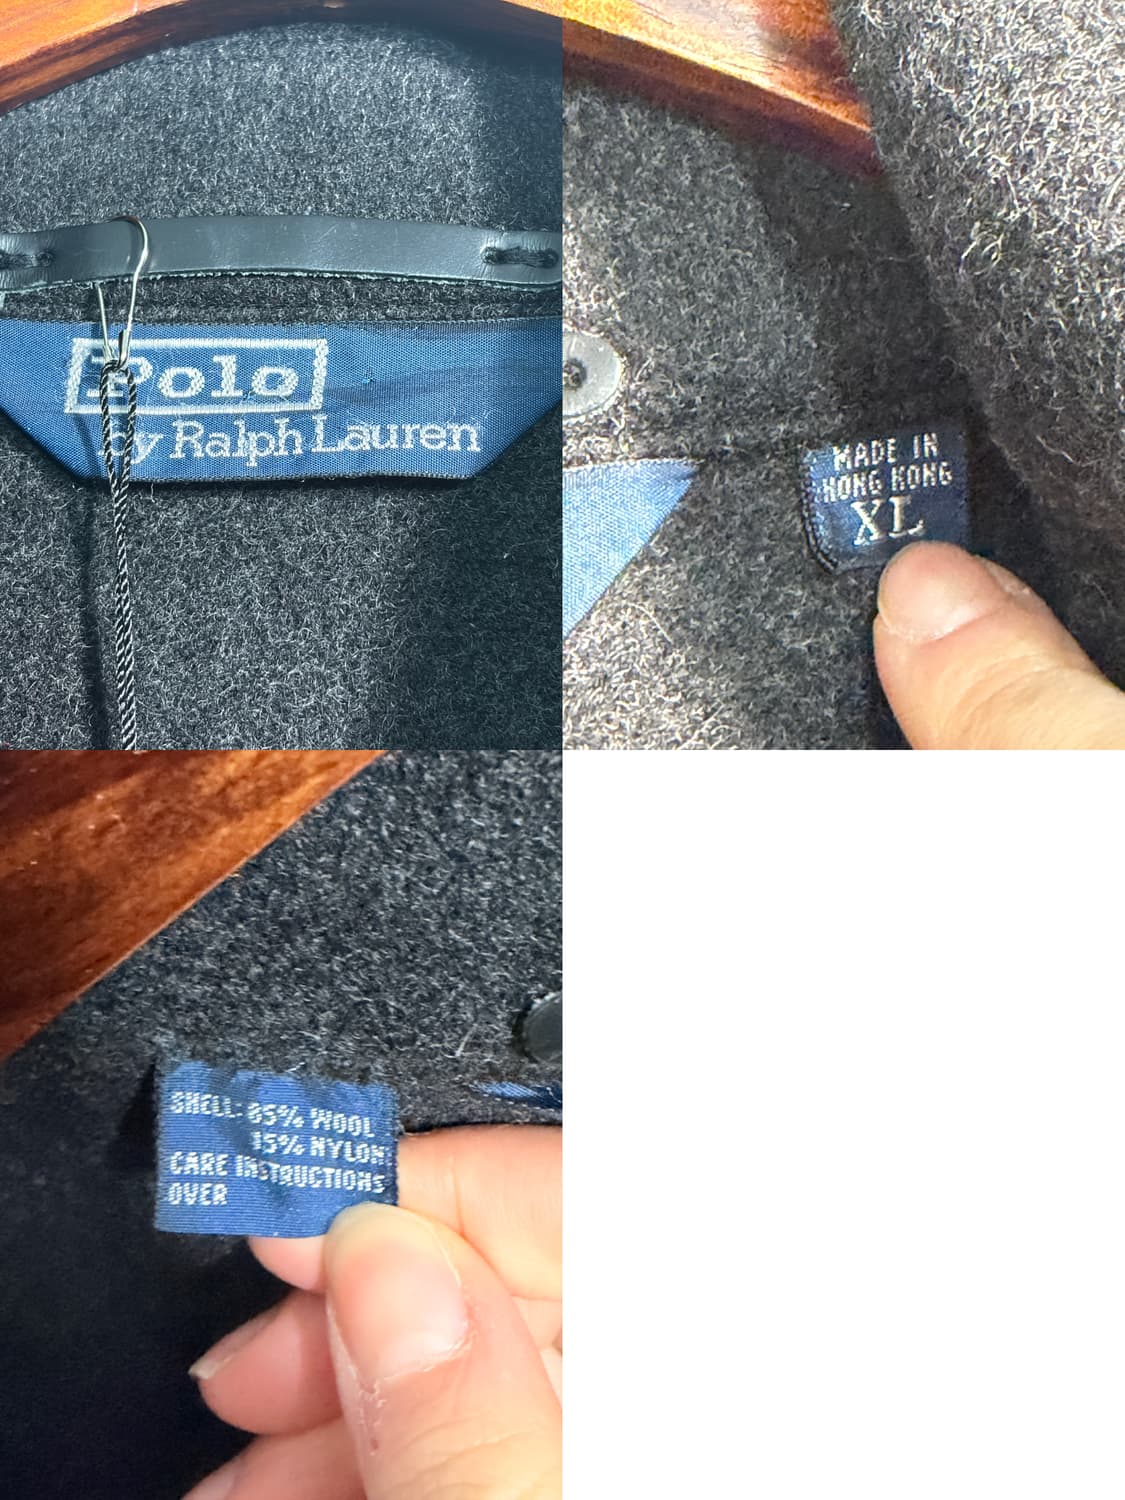 Polo
by Ralph Lauren
MADE IN
HONG KONG
XL
SHELL: 85% WOOL
15% NYLON
CARE INSTRUCTIONS
OVER